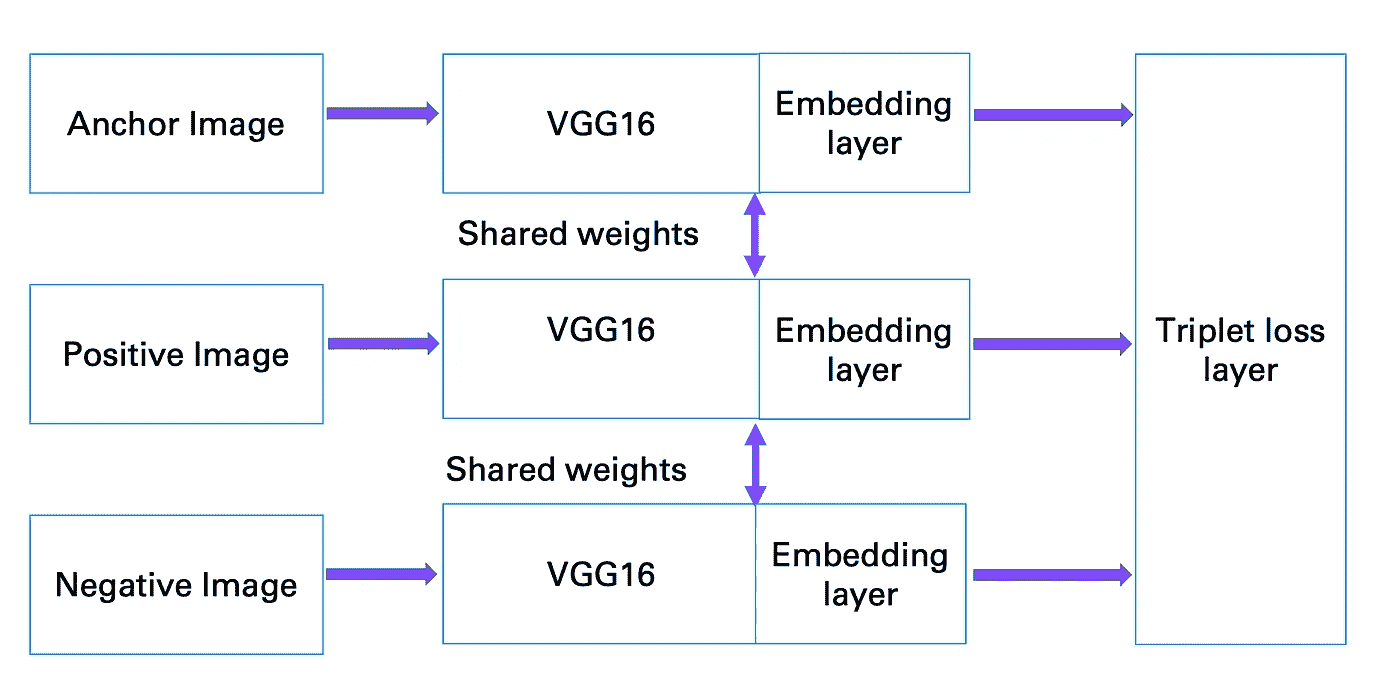 Anchor Image
VGG16
Embedding
layer
Shared weights
Positive Image
VGG16
Embedding
layer
Triplet loss
layer
Shared weights
Negative Image
VGG16
Embedding
layer